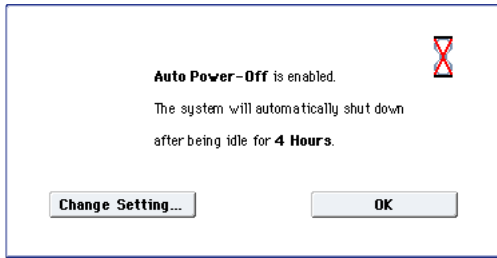 Auto Power-Off is enabled.
The system will automatically shut down
after being idle for 4 Hours.
Change Setting... OK